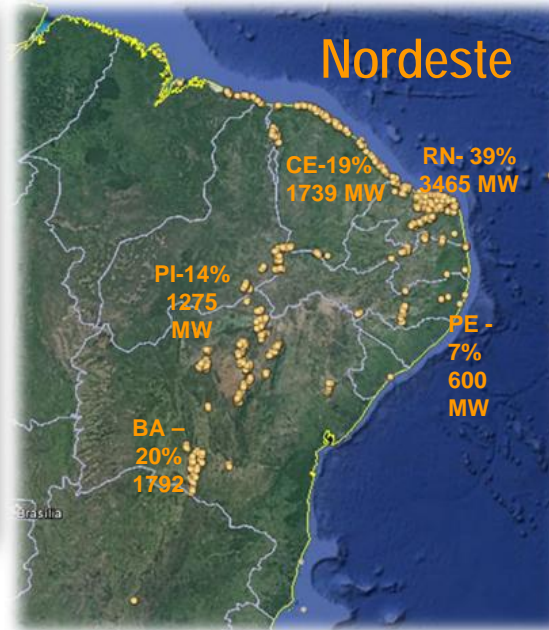 Nordeste
CE-19%
1739 MW
RN- 39%
3465 MW
PI-14%
1275
MW
PE -
7%
600
MW
BA –
20%
1792
Brasília